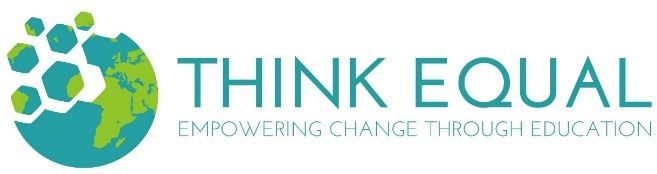 THINK EQUAL
EMPOWERING CHANGE THROUGH EDUCATION